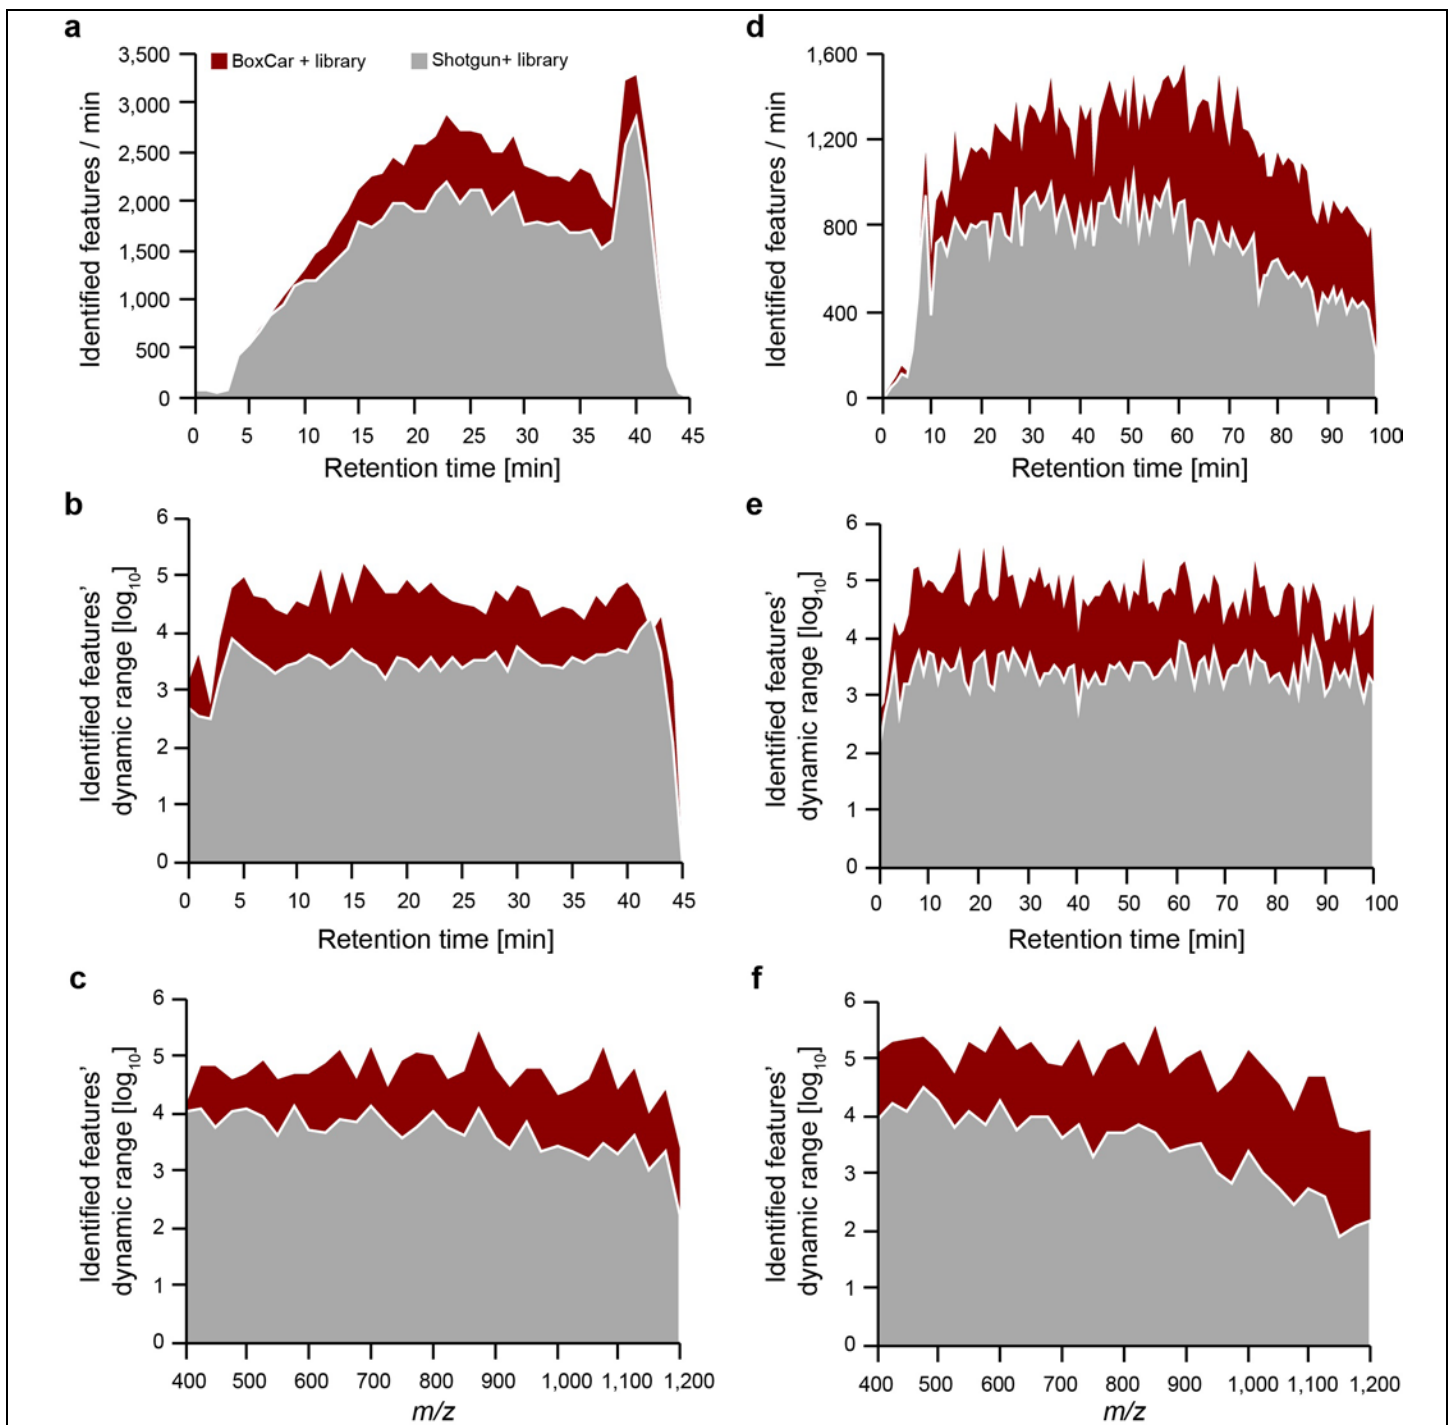 a
3,500
3,000
2,500
2,000
1,500
1,000
500
0
Identified features / min
BoxCar + library
Shotgun+ library
0 5 10 15 20 25 30 35 40 45
Retention time [min]
d
1,600
1,200
800
400
0
Identified features / min
0 10 20 30 40 50 60 70 80 90 100
Retention time [min]
b
6
5
4
3
2
1
0
Identified features'
dynamic range [log10]
0 5 10 15 20 25 30 35 40 45
Retention time [min]
e
6
5
4
3
2
1
0
Identified features'
dynamic range [log10]
0 10 20 30 40 50 60 70 80 90 100
Retention time [min]
c
6
5
4
3
2
1
0
Identified features'
dynamic range [log10]
400 500 600 700 800 900 1,000 1,100 1,200
m/z
f
6
5
4
3
2
1
0
Identified features'
dynamic range [log10]
400 500 600 700 800 900 1,000 1,100 1,200
m/z